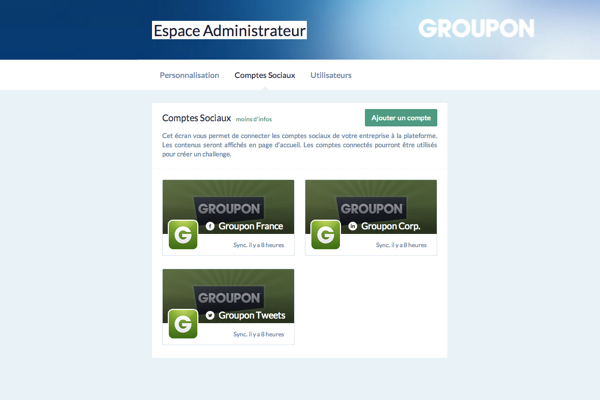 Espace Administrateur
GROUPON
Personnalisation Comptes Sociaux Utilisateurs
Comptes Sociaux moins d'infos Ajouter un compte
Cet écran vous permet de connecter les comptes sociaux de votre entreprise à la plateforme.
Les contenus seront affichés en page d'accueil. Les comptes connectés pourront être utilisés
pour créer un challenge.
GROUPON
G
f Groupon France
Sync. il y a 8 heures
GROUPON
G
in Groupon Corp.
Sync. il y a 8 heures
GROUPON
G
Groupon Tweets
Sync. il y a 8 heures